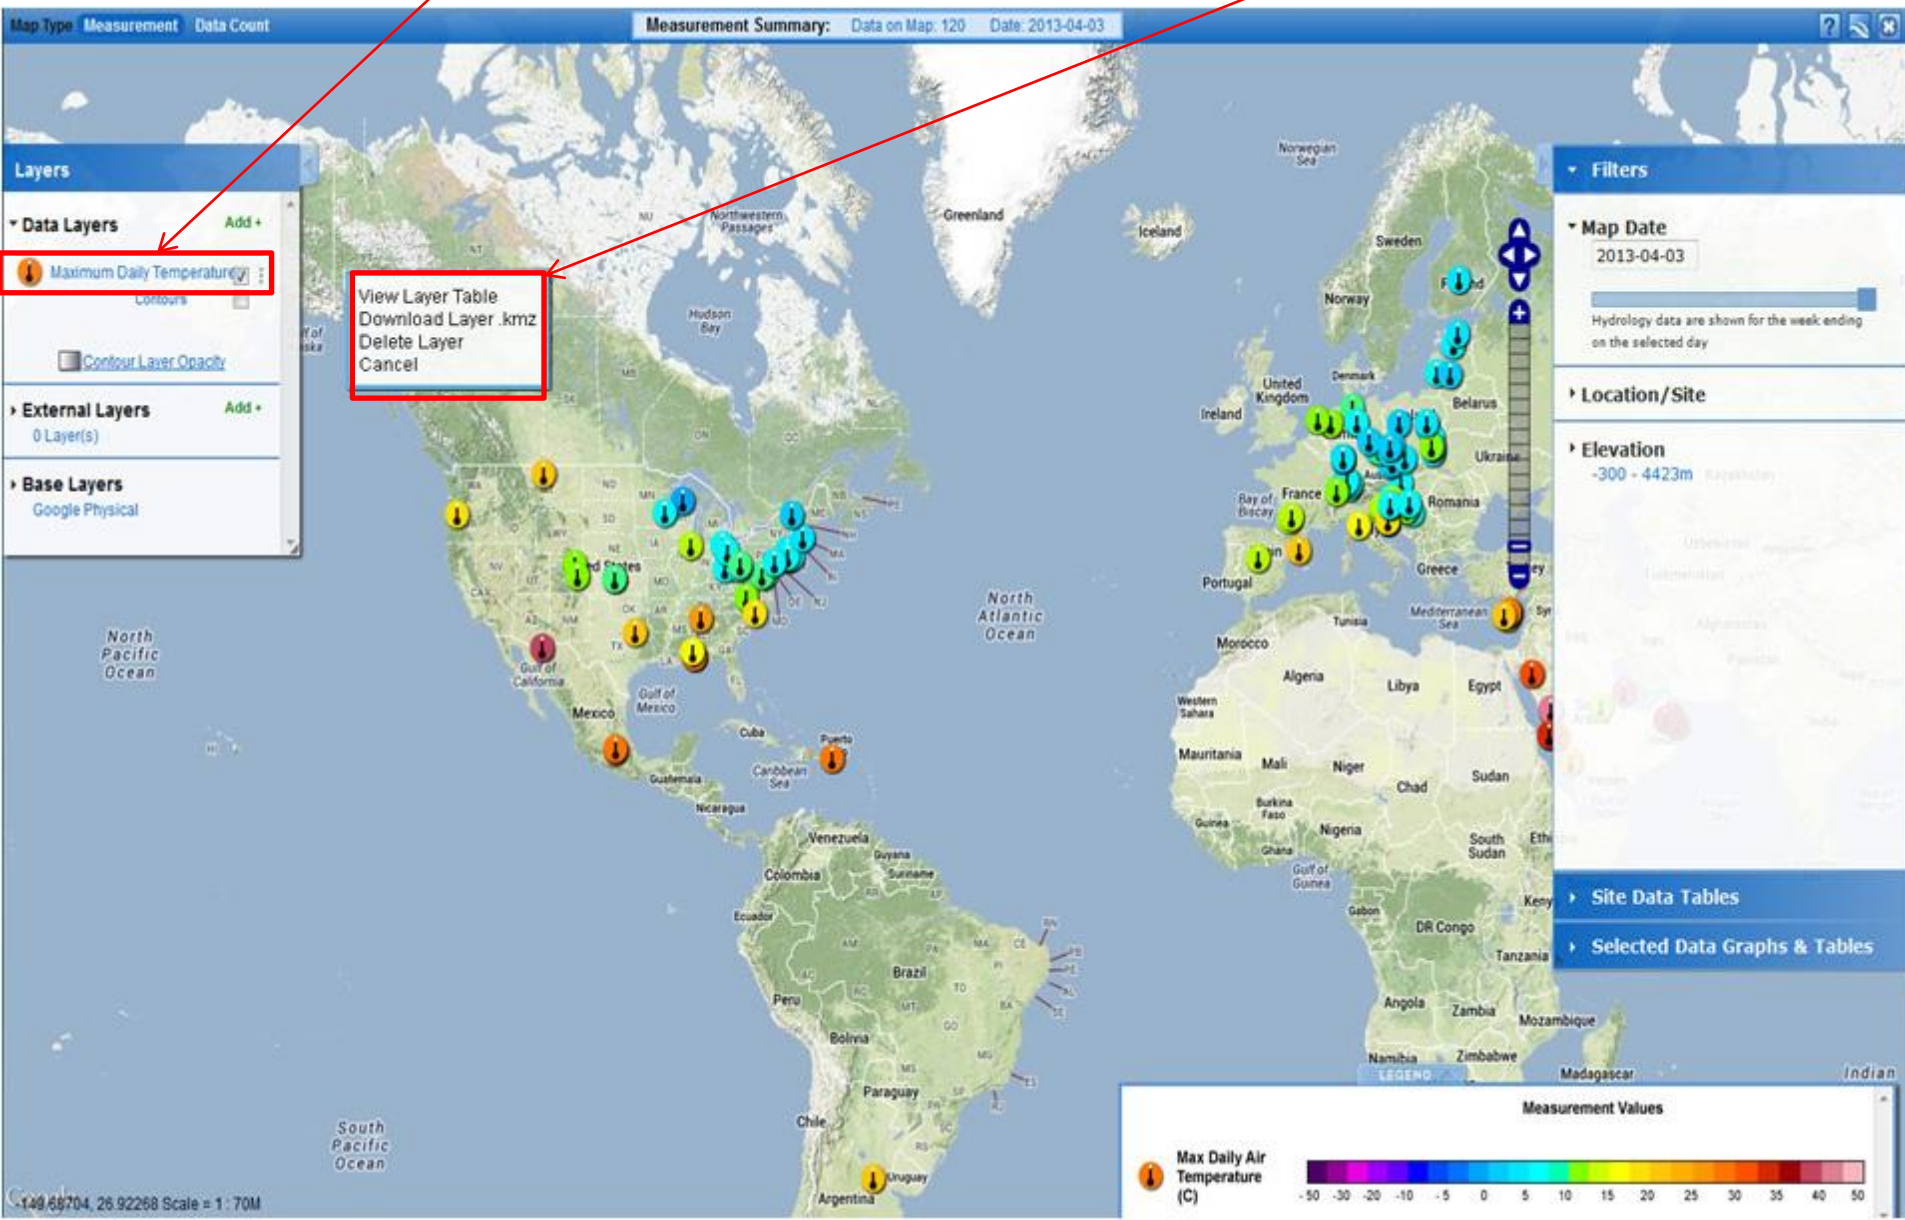 Map Type Measurement Data Count
Measurement Summary: Data on Map: 120 Date: 2013-04-03
?
Layers
Data Layers Add +
Maximum Daily Temperature
Contours
Contour Layer Opacity
External Layers Add +
0 Layer(s)
Base Layers
Google Physical
View Layer Table
Download Layer .kmz
Delete Layer
Cancel
Filters
Map Date
2013-04-03
Hydrology data are shown for the week ending
on the selected day
Location/Site
Elevation
-300 - 4423m
Site Data Tables
Selected Data Graphs & Tables
Norwegian
Sea
Northwestern
Passages
Greenland
Iceland
Sweden
Norway
Hudson
Bay
United
Kingdom
Denmark
Ireland
Belarus
Ukraine
Bay of
Biscay
France
Romania
Portugal
Greece
United States
North
Atlantic
Ocean
North
Pacific
Ocean
Mediterranean
Sea
Tunisia
Morocco
Gulf of
California
Gulf of
Mexico
Mexico
Algeria
Libya
Egypt
Western
Sahara
Cuba
Puerto
Caribbean
Sea
Guatemala
Nicaragua
Mauritania
Mali
Niger
Chad
Sudan
Burkina
Faso
Guinea
Nigeria
Ghana
South
Sudan
Gulf of
Guinea
Venezuela
Guyana
Suriname
Colombia
Ecuador
Gabon
DR Congo
Tanzania
Brazil
Peru
Bolivia
Angola
Zambia
Mozambique
Namibia
Zimbabwe
Madagascar
Indian
Paraguay
Chile
Uruguay
Argentina
South
Pacific
Ocean
LEGEND
Measurement Values
Max Daily Air
Temperature
(C)
-50 -30 -20 -10 -5 0 5 10 15 20 25 30 35 40 50
-149.68704, 26.92268 Scale = 1 : 70M